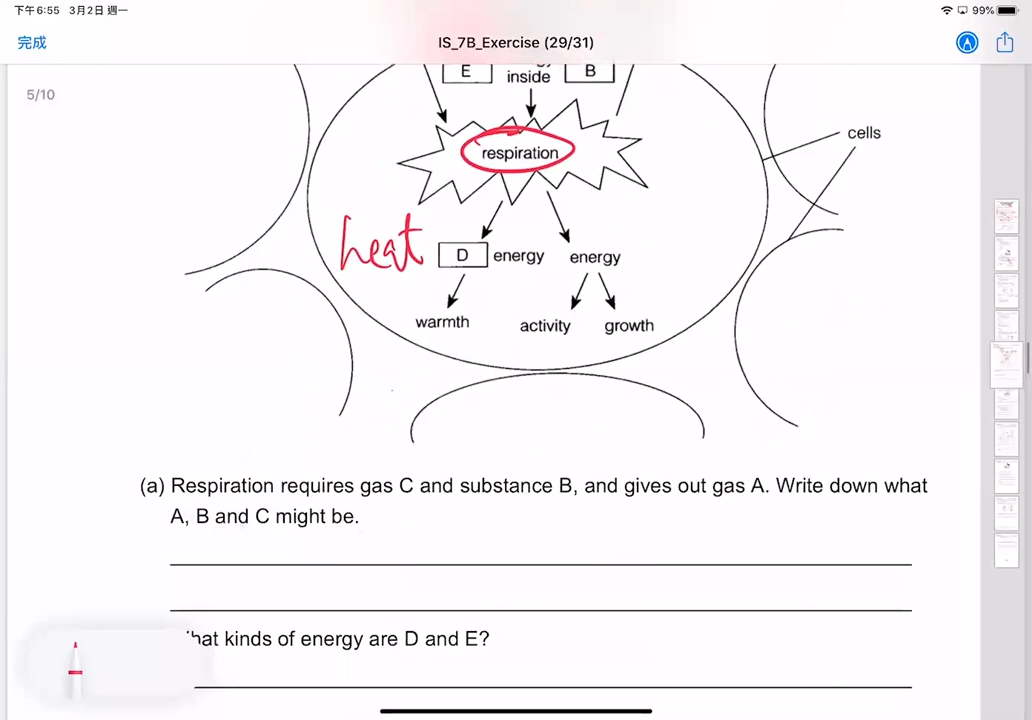 下午6:55 3月2日 週一
99%
完成
IS_7B_Exercise (29/31)
5/10
E
inside
B
respiration
cells
heat
D
energy
energy
warmth
activity
growth
(a) Respiration requires gas C and substance B, and gives out gas A. Write down what
A, B and C might be.
hat kinds of energy are D and E?